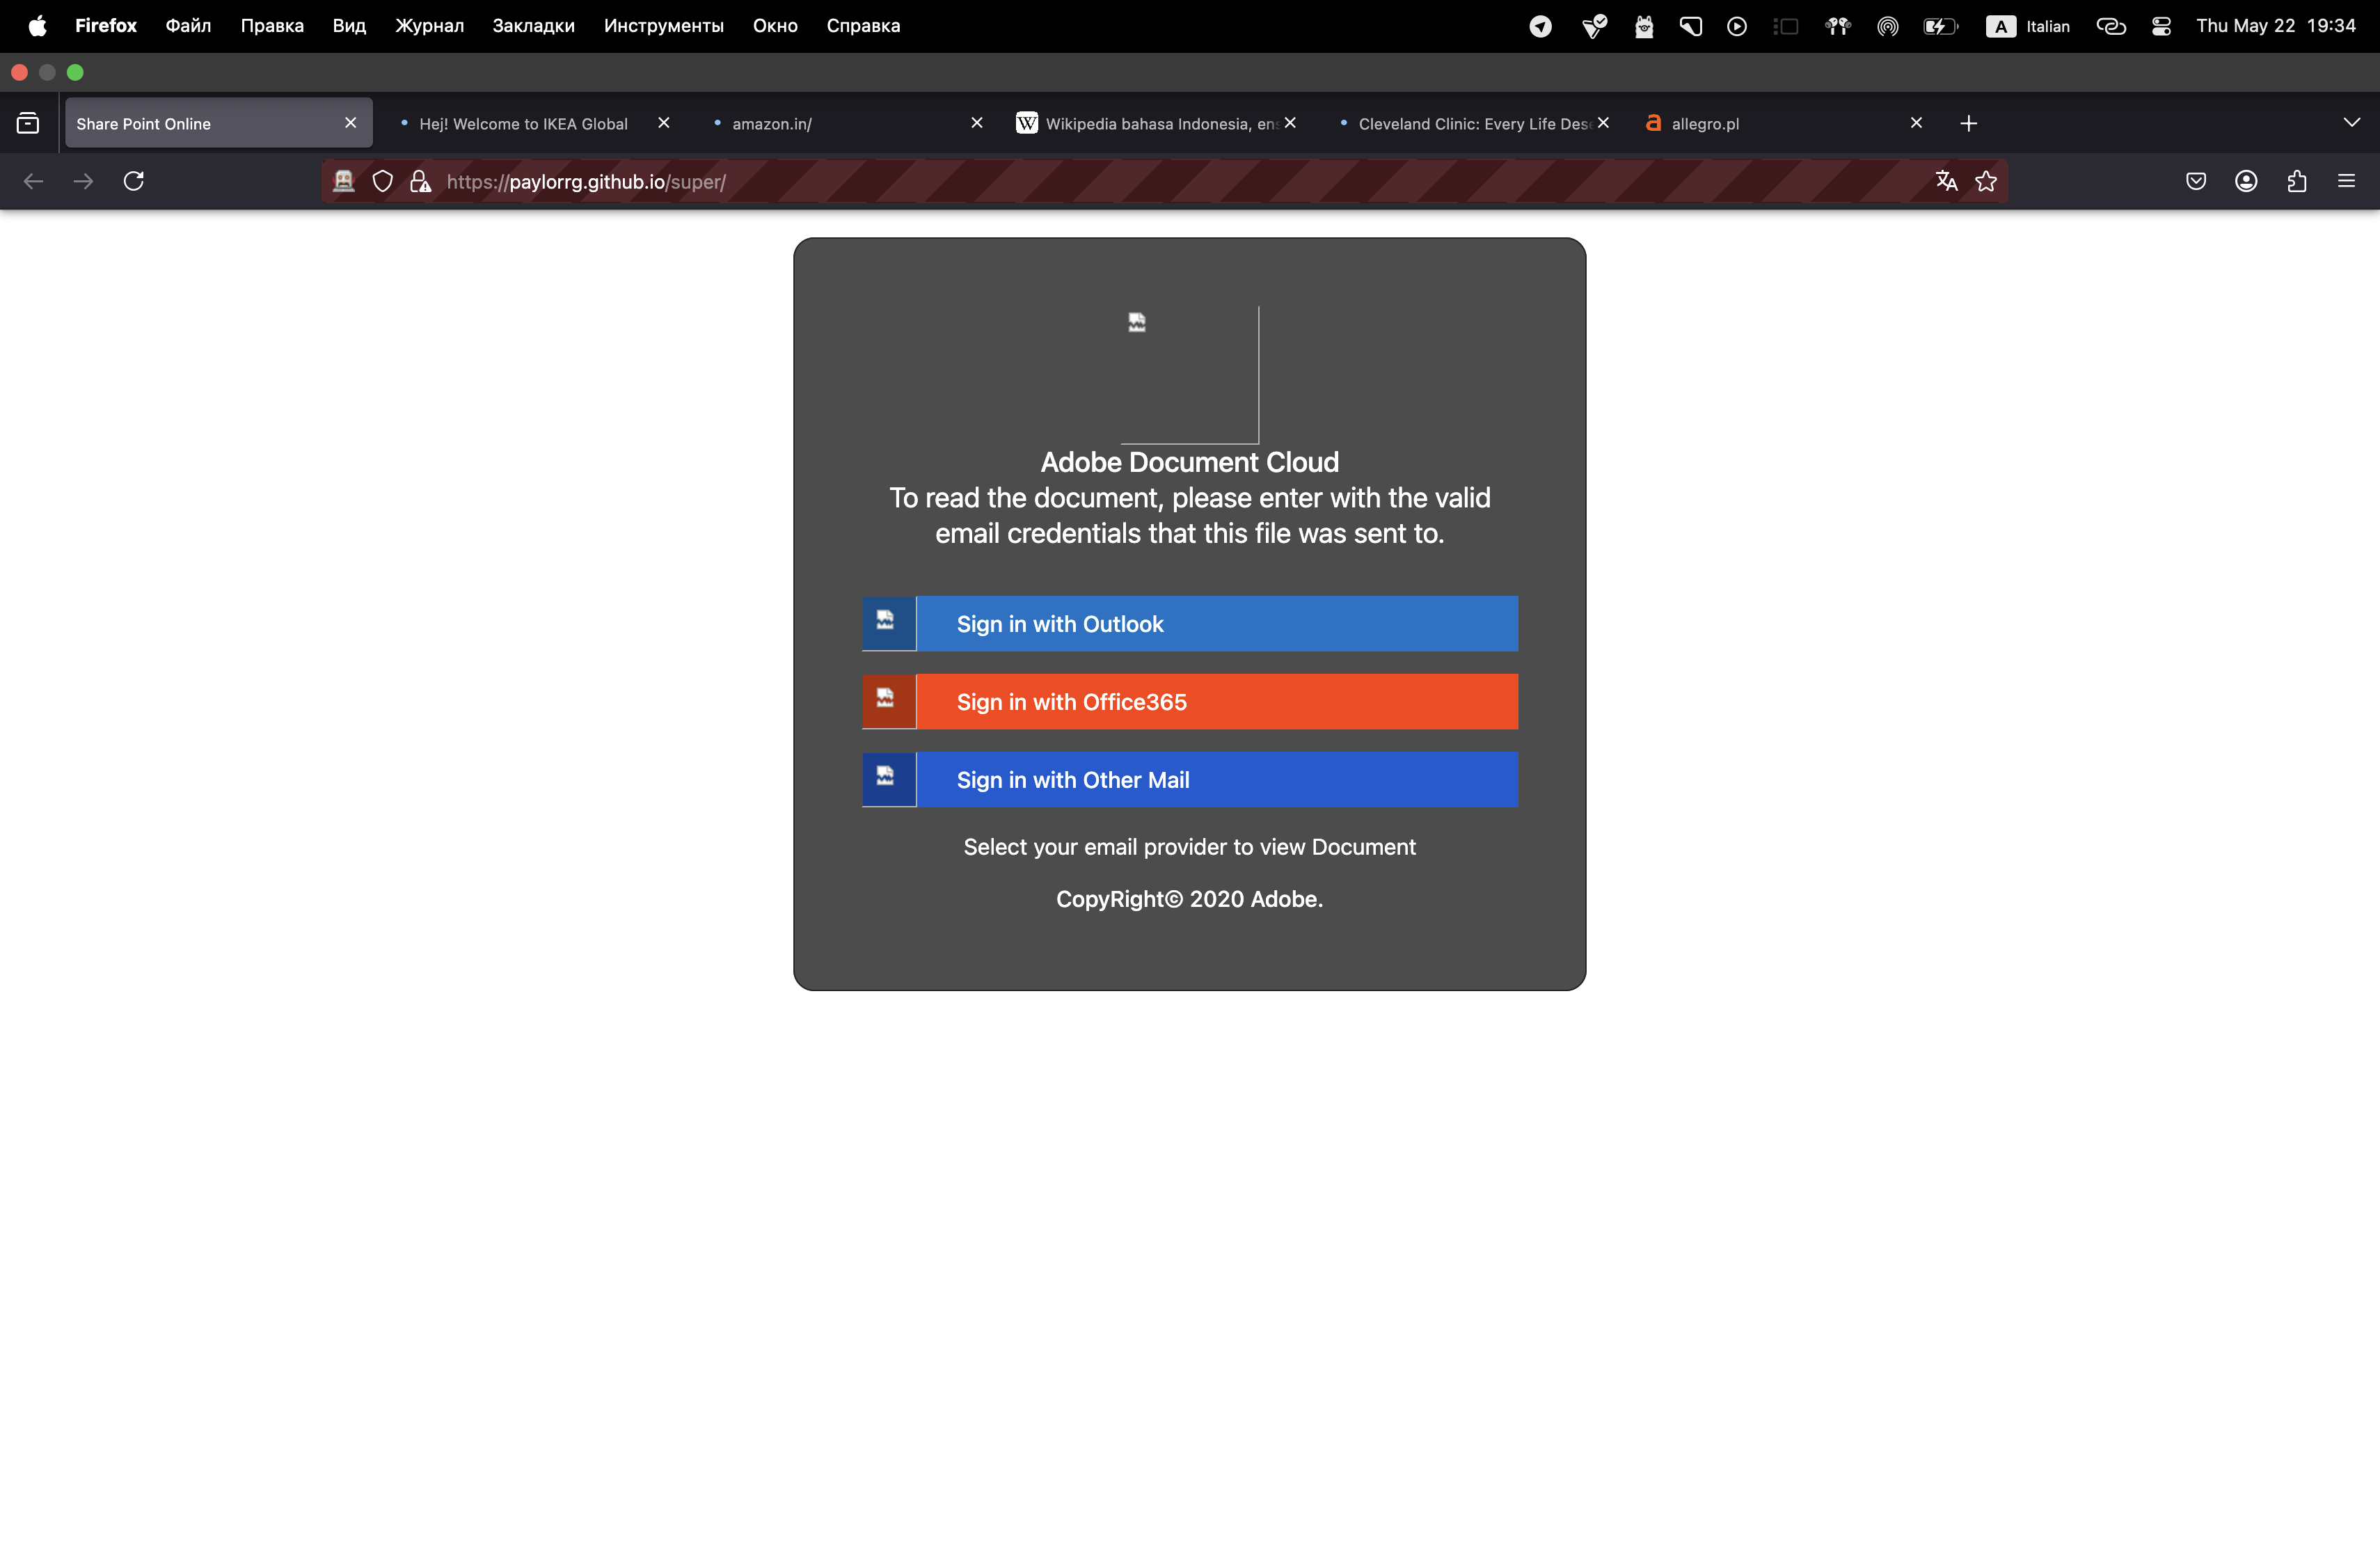 Firefox Файл Правка Вид Журнал Закладки Инструменты Окно Справка A Italian Thu May 22 19:34
Share Point Online Hej! Welcome to IKEA Global amazon.in/ W Wikipedia bahasa Indonesia, en Cleveland Clinic: Every Life Des a allegro.pl
https://paylorrg.github.io/super/
Adobe Document Cloud
To read the document, please enter with the valid
email credentials that this file was sent to.
Sign in with Outlook
Sign in with Office365
Sign in with Other Mail
Select your email provider to view Document
CopyRight© 2020 Adobe.